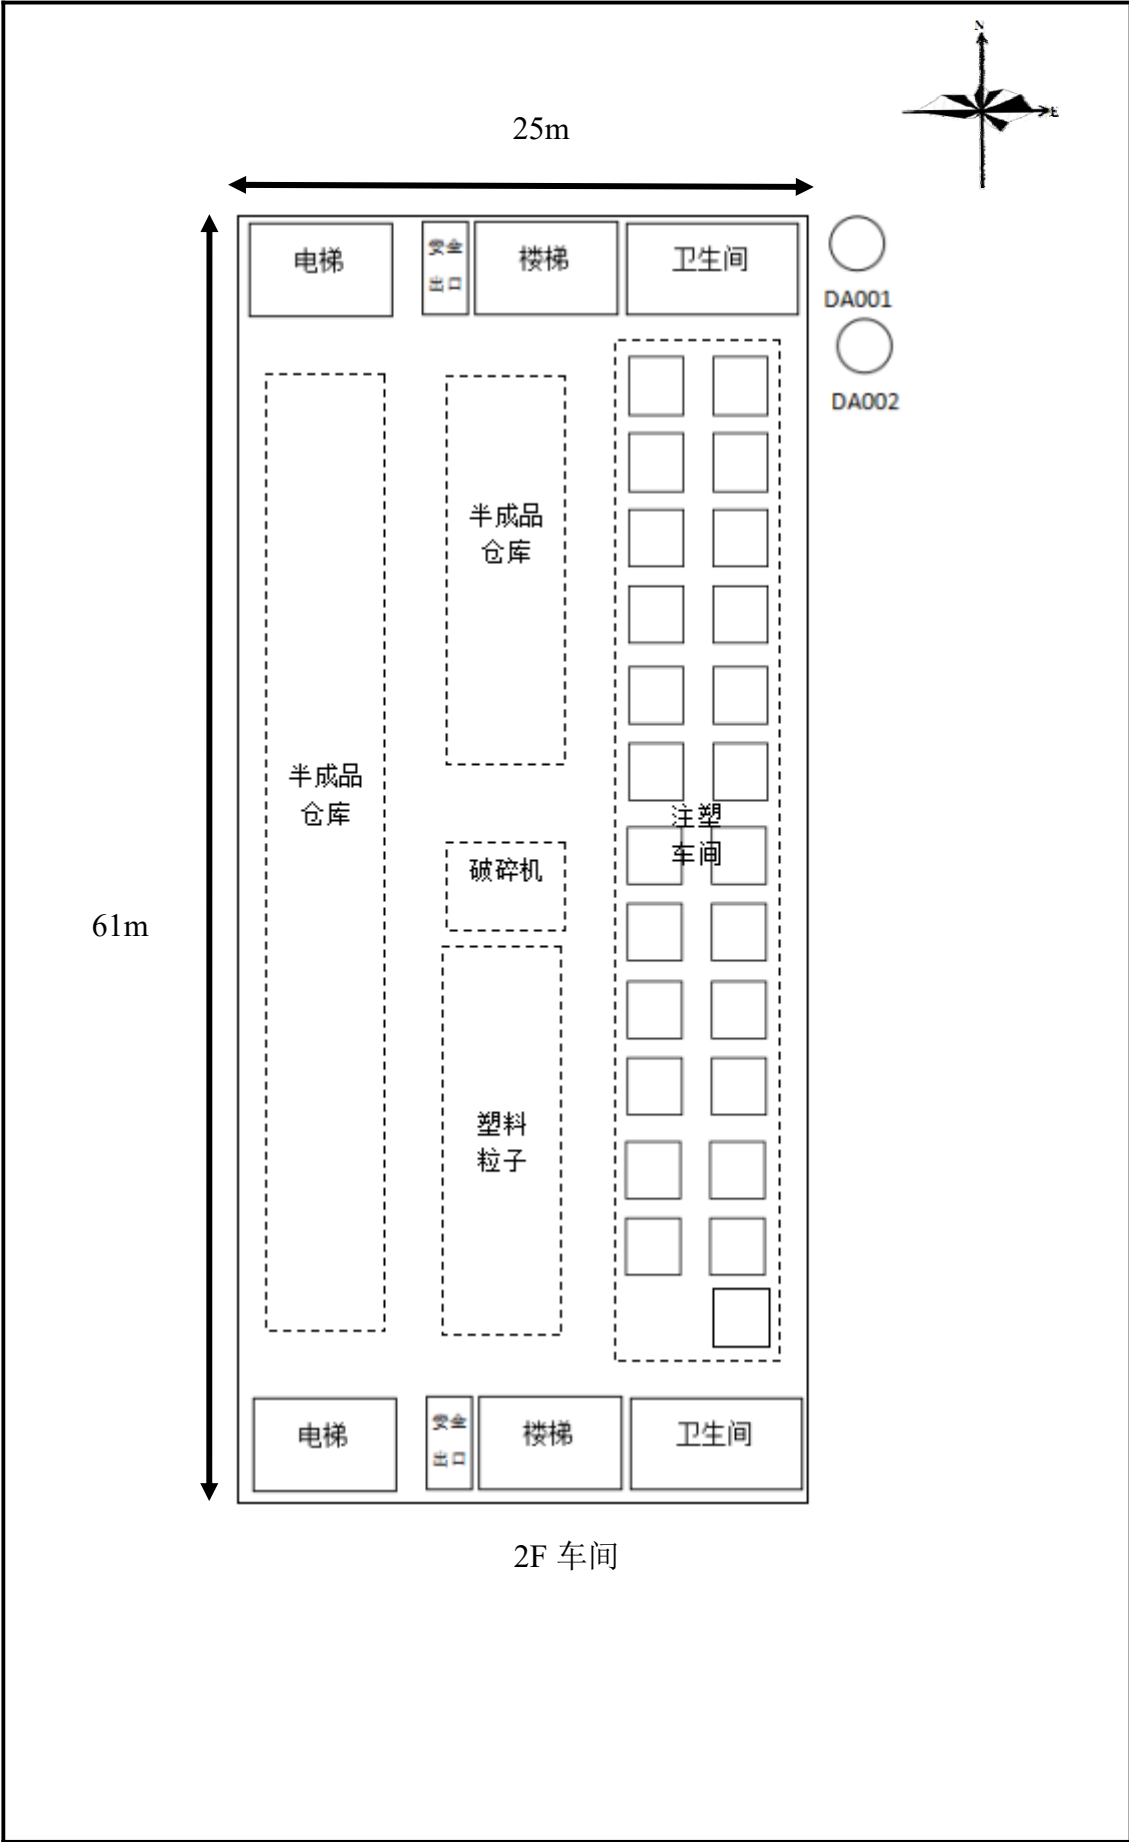 N
E
25m
电梯
安全
出口
楼梯
卫生间
DA001
DA002
半成品
仓库
半成品
仓库
注塑
车间
破碎机
61m
塑料
粒子
电梯
安全
出口
楼梯
卫生间
2F 车间